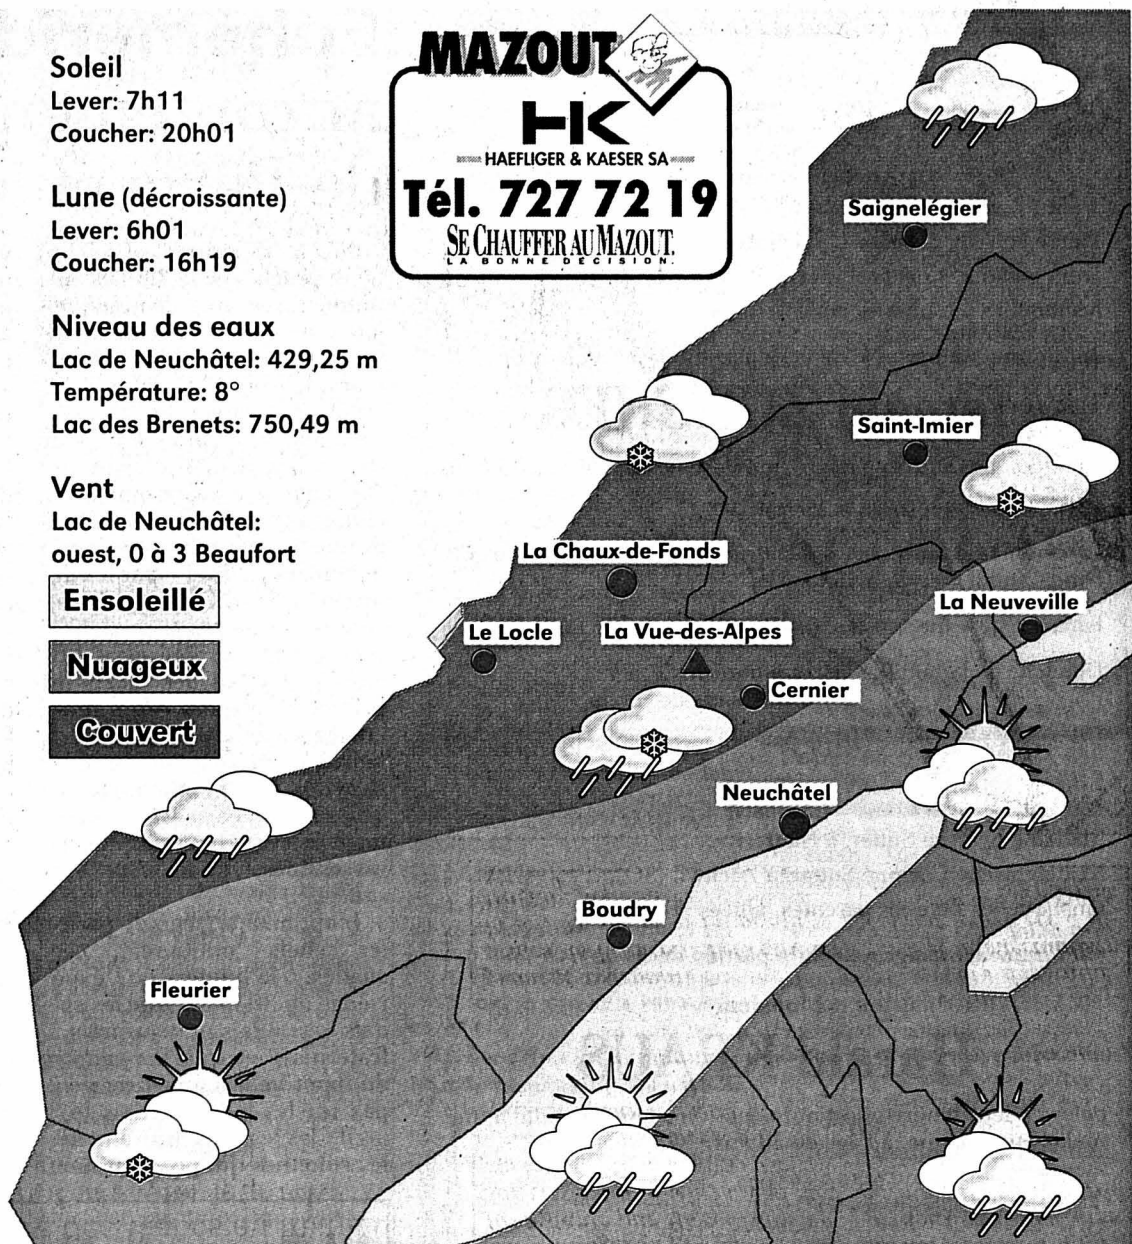 Soleil
Lever: 7h11
Coucher: 20h01
Lune (décroissante)
Lever: 6h01
Coucher: 16h19
Niveau des eaux
Lac de Neuchâtel: 429,25 m
Température: 8°
Lac des Brenets: 750,49 m
Vent
Lac de Neuchâtel:
ouest, 0 à 3 Beaufort
Ensoleillé
Nuageux
Couvert
MAZOUT
HK
HAEFLIGER & KAESER SA
Tél. 727 72 19
SE CHAUFFER AU MAZOUT.
LA BONNE DÉCISION.
Saignelégier
Saint-Imier
La Chaux-de-Fonds
La Neuveville
Le Locle
La Vue-des-Alpes
Cernier
Neuchâtel
Boudry
Fleurier